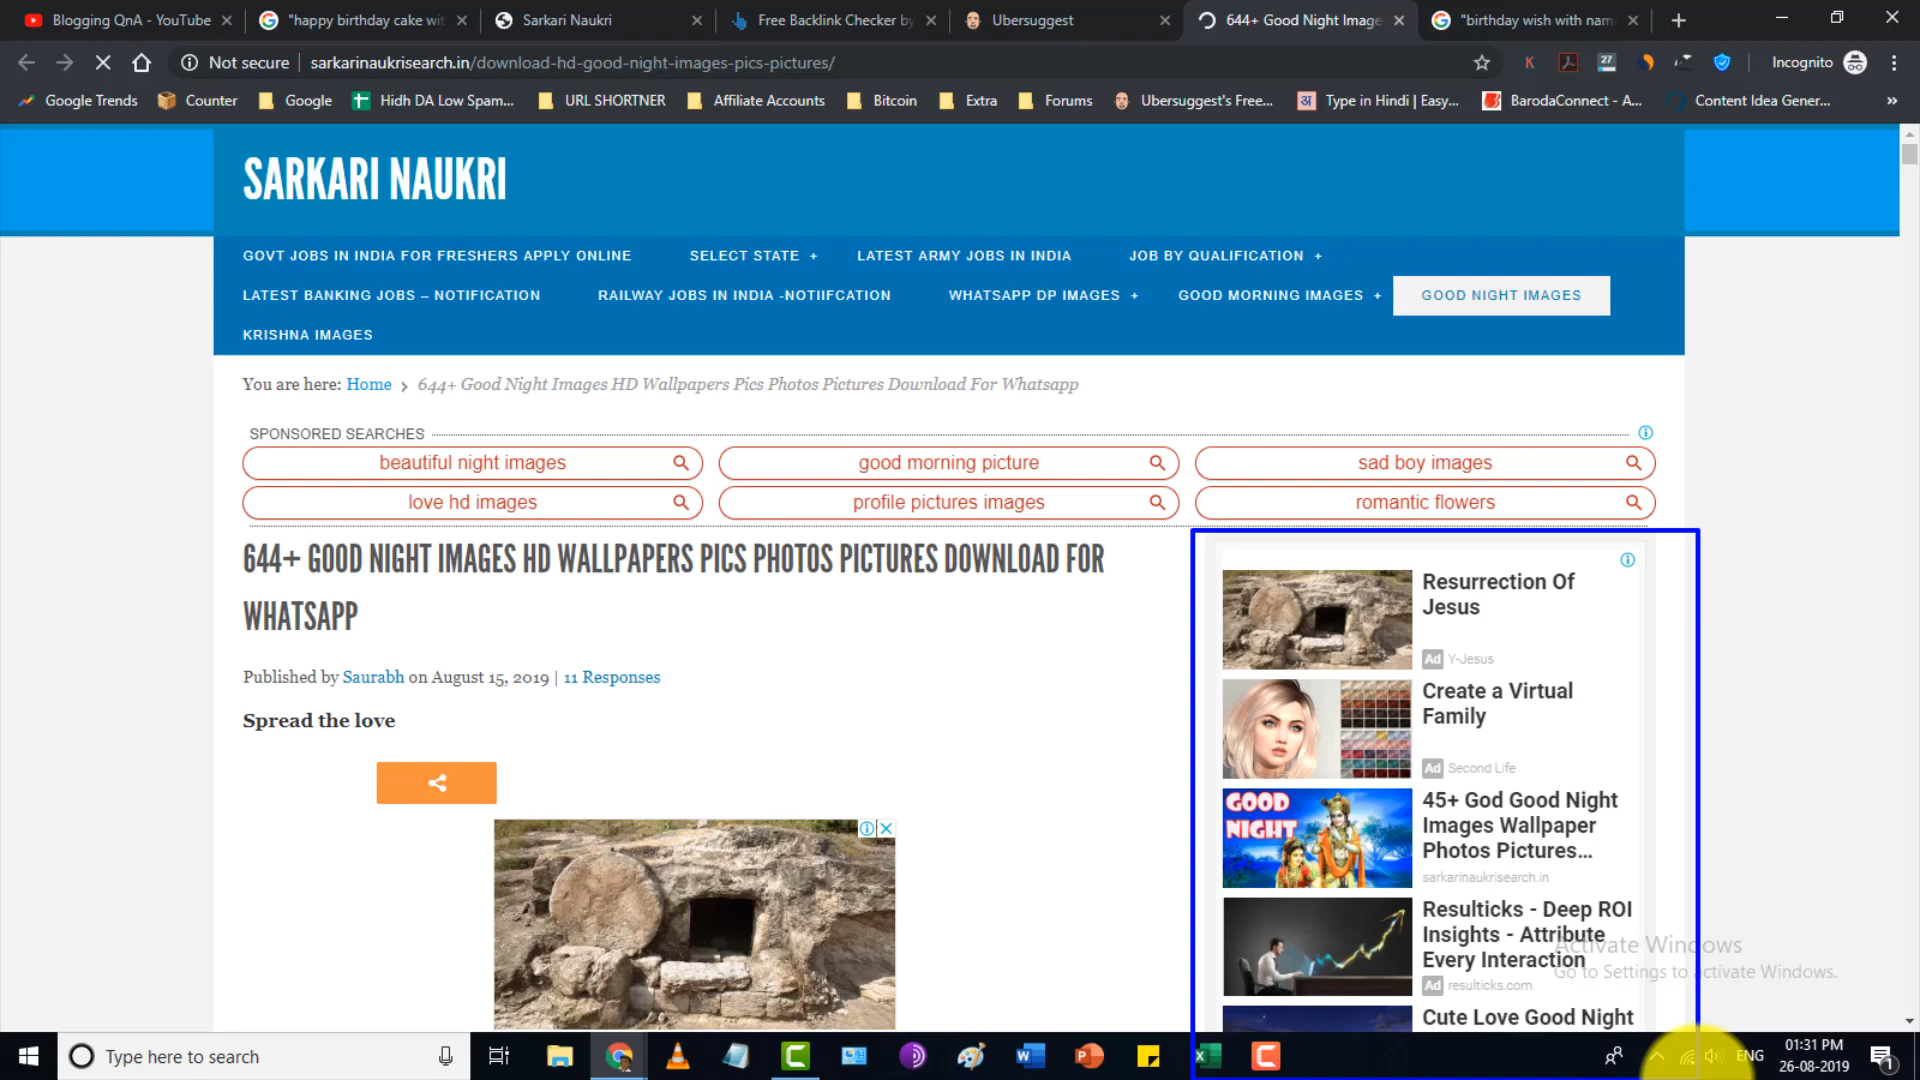 Blogging QnA - YouTube
"happy birthday cake wit
Sarkari Naukri
Free Backlink Checker by
Ubersuggest
644+ Good Night Image
"birthday wish with nam
Not secure
sarkarinaukrisearch.in/download-hd-good-night-images-pics-pictures/
27
Incognito
Google Trends
Counter
Google
Hidh DA Low Spam...
URL SHORTNER
Affiliate Accounts
Bitcoin
Extra
Forums
Ubersuggest's Free...
Type in Hindi | Easy...
BarodaConnect - A...
Content Idea Gener...
»
SARKARI NAUKRI
GOVT JOBS IN INDIA FOR FRESHERS APPLY ONLINE
SELECT STATE +
LATEST ARMY JOBS IN INDIA
JOB BY QUALIFICATION +
LATEST BANKING JOBS – NOTIFICATION
RAILWAY JOBS IN INDIA -NOTIIFCATION
WHATSAPP DP IMAGES +
GOOD MORNING IMAGES +
GOOD NIGHT IMAGES
KRISHNA IMAGES
You are here: Home › 644+ Good Night Images HD Wallpapers Pics Photos Pictures Download For Whatsapp
SPONSORED SEARCHES
beautiful night images
good morning picture
sad boy images
love hd images
profile pictures images
romantic flowers
644+ GOOD NIGHT IMAGES HD WALLPAPERS PICS PHOTOS PICTURES DOWNLOAD FOR
WHATSAPP
Published by Saurabh on August 15, 2019 | 11 Responses
Spread the love
Resurrection Of
Jesus
Ad Y-Jesus
Create a Virtual
Family
Ad Second Life
GOOD
NIGHT
45+ God Good Night
Images Wallpaper
Photos Pictures...
sarkarinaukrisearch.in
Resulticks - Deep ROI
Insights - Attribute
Every Interaction
Ad resulticks.com
Cute Love Good Night
Activate Windows
Go to Settings to activate Windows.
Type here to search
ENG
01:31 PM
26-08-2019
1